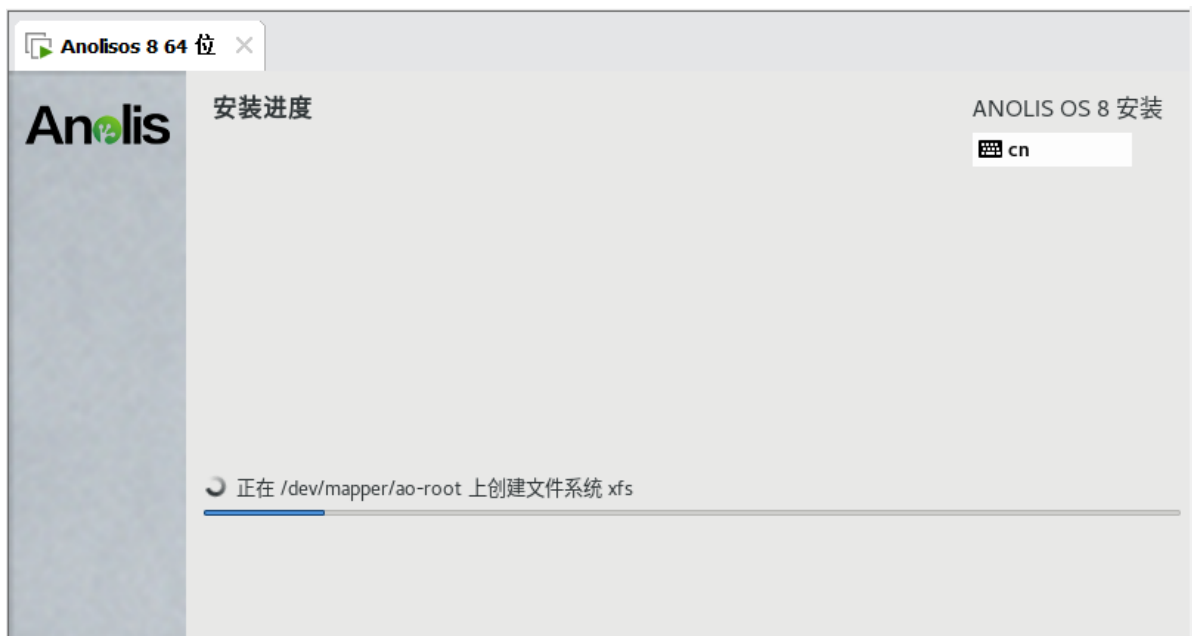 Anolisos 8 64 位
Anolis
安装进度
ANOLIS OS 8 安装
cn
正在 /dev/mapper/ao-root 上创建文件系统 xfs